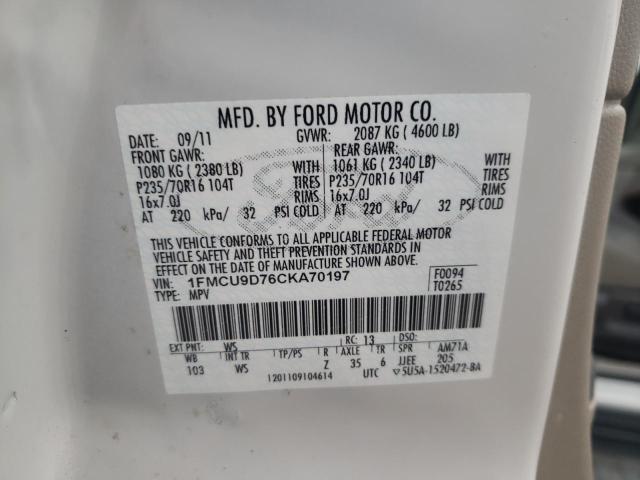 MFD. BY FORD MOTOR CO.
DATE: 09/11 GVWR: 2087 KG ( 4600 LB)
FRONT GAWR: REAR GAWR:
1080 KG ( 2380 LB) WITH 1061 KG ( 2340 LB) WITH
P235/70R16 104T TIRES P235/70R16 104T TIRES
16x7.0J RIMS 16x7.0J RIMS
AT 220 kPa/ 32 PSI COLD AT 220 kPa/ 32 PSI COLD
THIS VEHICLE CONFORMS TO ALL APPLICABLE FEDERAL MOTOR
VEHICLE SAFETY AND THEFT PREVENTION STANDARDS IN
EFFECT ON THE DATE OF MANUFACTURE SHOWN ABOVE.
VIN: 1FMCU9D76CKA70197 F0094
TYPE: MPV T0265
EXT PNT: WS RC: 13 DSO:
WB INT TR TP/PS R AXLE TR SPR AM71A
103 WS Z 35 6 JJEE 205
1201109104614 UTC ▽5U5A-1520472-BA
Ford